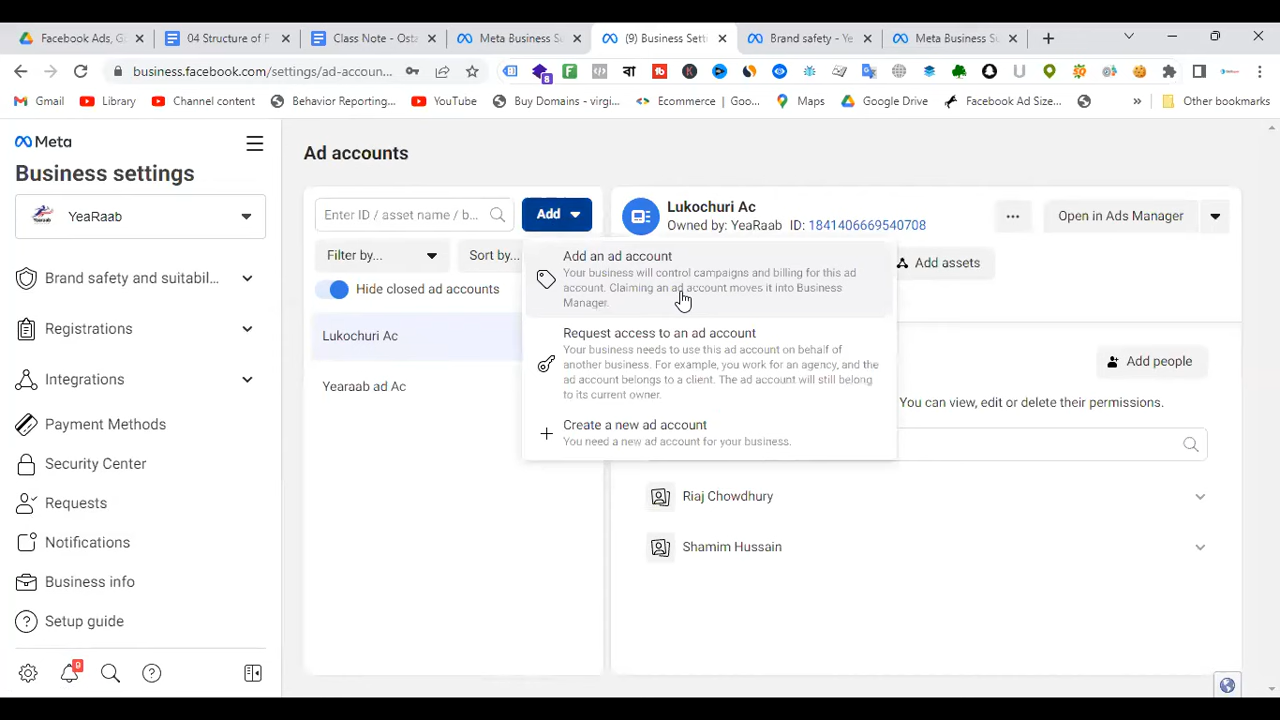 Facebook Ads, G
04 Structure of F
Class Note - Osta
Meta Business Su
(9) Business Sett
Brand safety - Ye
Meta Business Su
business.facebook.com/settings/ad-accoun...
Gmail
Library
Channel content
Behavior Reporting...
YouTube
Buy Domains - virgi...
Ecommerce | Goo...
Maps
Google Drive
Facebook Ad Size...
»
Other bookmarks
Meta
Business settings
YeaRaab
Brand safety and suitabil...
Registrations
Integrations
Payment Methods
Security Center
Requests
Notifications
Business info
Setup guide
9
Ad accounts
Enter ID / asset name / b...
Add
Filter by...
Sort by...
Hide closed ad accounts
Lukochuri Ac
Yearaab ad Ac
Add an ad account
Your business will control campaigns and billing for this ad
account. Claiming an ad account moves it into Business
Manager.
Request access to an ad account
Your business needs to use this ad account on behalf of
another business. For example, you work for an agency, and the
ad account belongs to a client. The ad account will still belong
to its current owner.
Create a new ad account
You need a new ad account for your business.
Lukochuri Ac
Owned by: YeaRaab ID: 1841406669540708
Open in Ads Manager
Add assets
Add people
You can view, edit or delete their permissions.
Riaj Chowdhury
Shamim Hussain